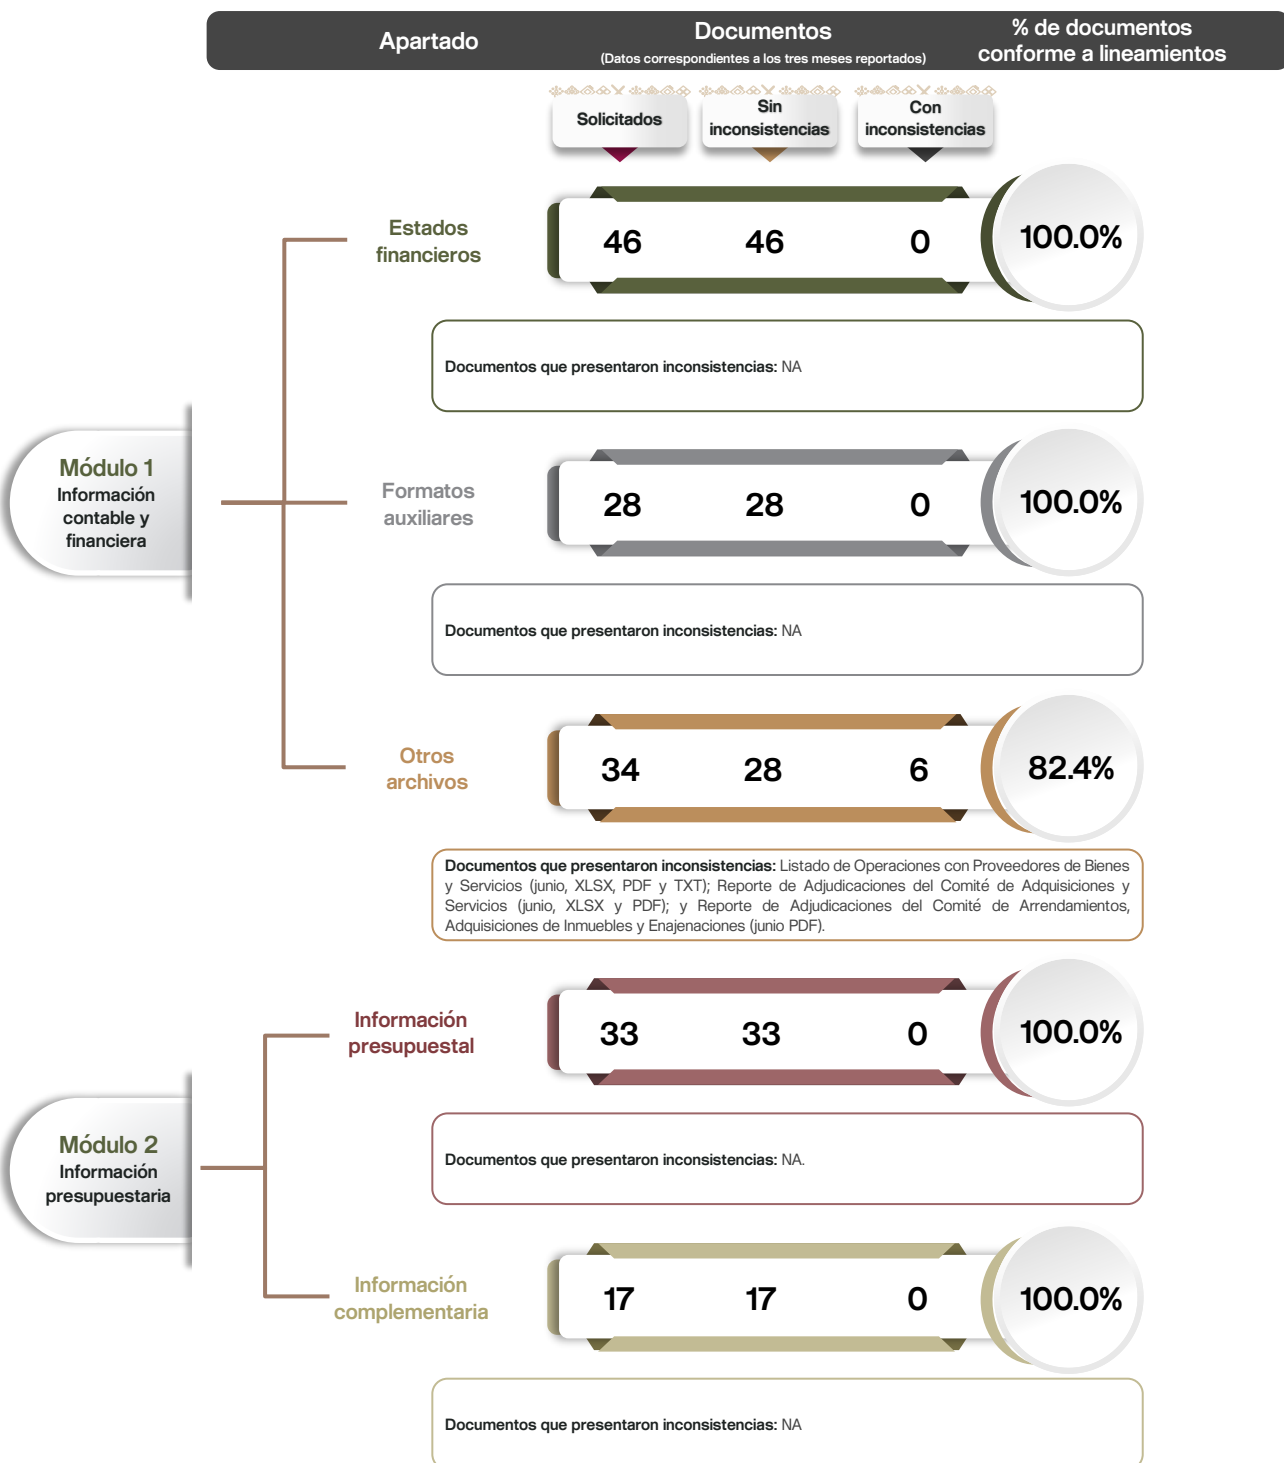 Apartado
Documentos
(Datos correspondientes a los tres meses reportados)
% de documentos
conforme a lineamientos
Solicitados
Sin
inconsistencias
Con
inconsistencias
Módulo 1
Información
contable y
financiera
Estados
financieros
46 46 0 100.0%
Documentos que presentaron inconsistencias: NA
Formatos
auxiliares
28 28 0 100.0%
Documentos que presentaron inconsistencias: NA
Otros
archivos
34 28 6 82.4%
Documentos que presentaron inconsistencias: Listado de Operaciones con Proveedores de Bienes
y Servicios (junio, XLSX, PDF y TXT); Reporte de Adjudicaciones del Comité de Adquisiciones y
Servicios (junio, XLSX y PDF); y Reporte de Adjudicaciones del Comité de Arrendamientos,
Adquisiciones de Inmuebles y Enajenaciones (junio PDF).
Módulo 2
Información
presupuestaria
Información
presupuestal
33 33 0 100.0%
Documentos que presentaron inconsistencias: NA.
Información
complementaria
17 17 0 100.0%
Documentos que presentaron inconsistencias: NA